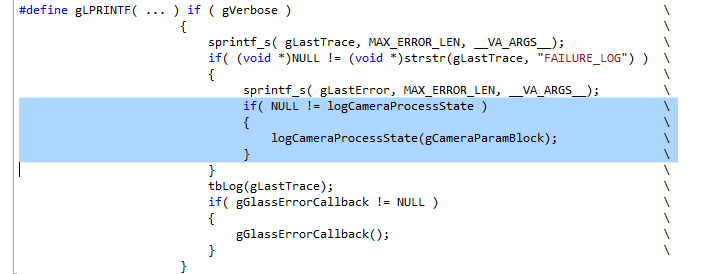 #define gLPRINTF( ... ) if ( gVerbose ) \
{ \
sprintf_s( gLastTrace, MAX_ERROR_LEN, __VA_ARGS__); \
if( (void *)NULL != (void *)strstr(gLastTrace, "FAILURE_LOG") ) \
{ \
sprintf_s( gLastError, MAX_ERROR_LEN, __VA_ARGS__); \
if( NULL != logCameraProcessState ) \
{ \
logCameraProcessState(gCameraParamBlock); \
} \
} \
tbLog(gLastTrace); \
if( gGlassErrorCallback != NULL ) \
{ \
gGlassErrorCallback(); \
} \
}